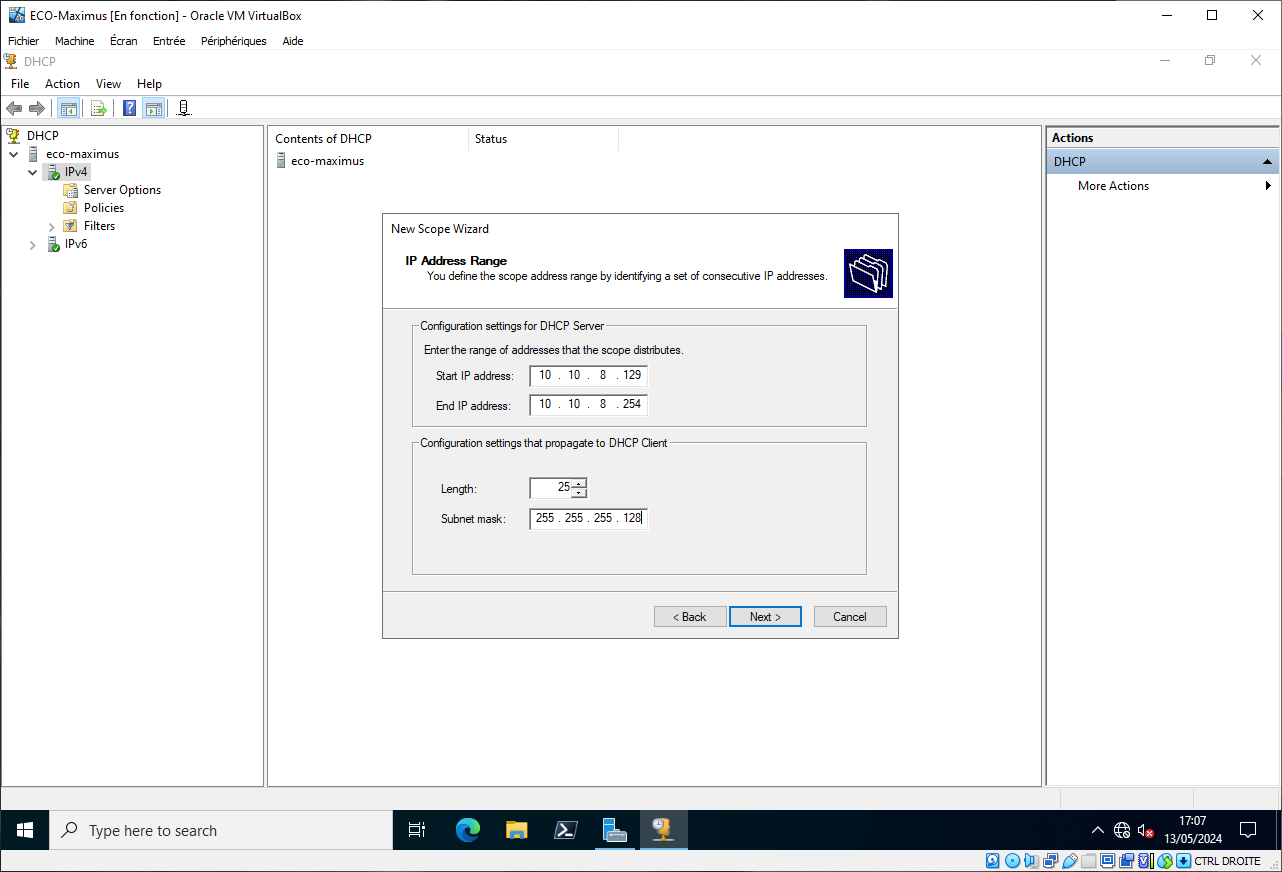 ECO-Maximus [En fonction] - Oracle VM VirtualBox
Fichier Machine Écran Entrée Périphériques Aide
DHCP
File Action View Help
DHCP
eco-maximus
IPv4
Server Options
Policies
Filters
IPv6
Contents of DHCP Status
eco-maximus
Actions
DHCP
More Actions
New Scope Wizard
IP Address Range
You define the scope address range by identifying a set of consecutive IP addresses.
Configuration settings for DHCP Server
Enter the range of addresses that the scope distributes.
Start IP address: 10 . 10 . 8 . 129
End IP address: 10 . 10 . 8 . 254
Configuration settings that propagate to DHCP Client
Length: 25
Subnet mask: 255 . 255 . 255 . 128
< Back Next > Cancel
Type here to search
17:07
13/05/2024
CTRL DROITE